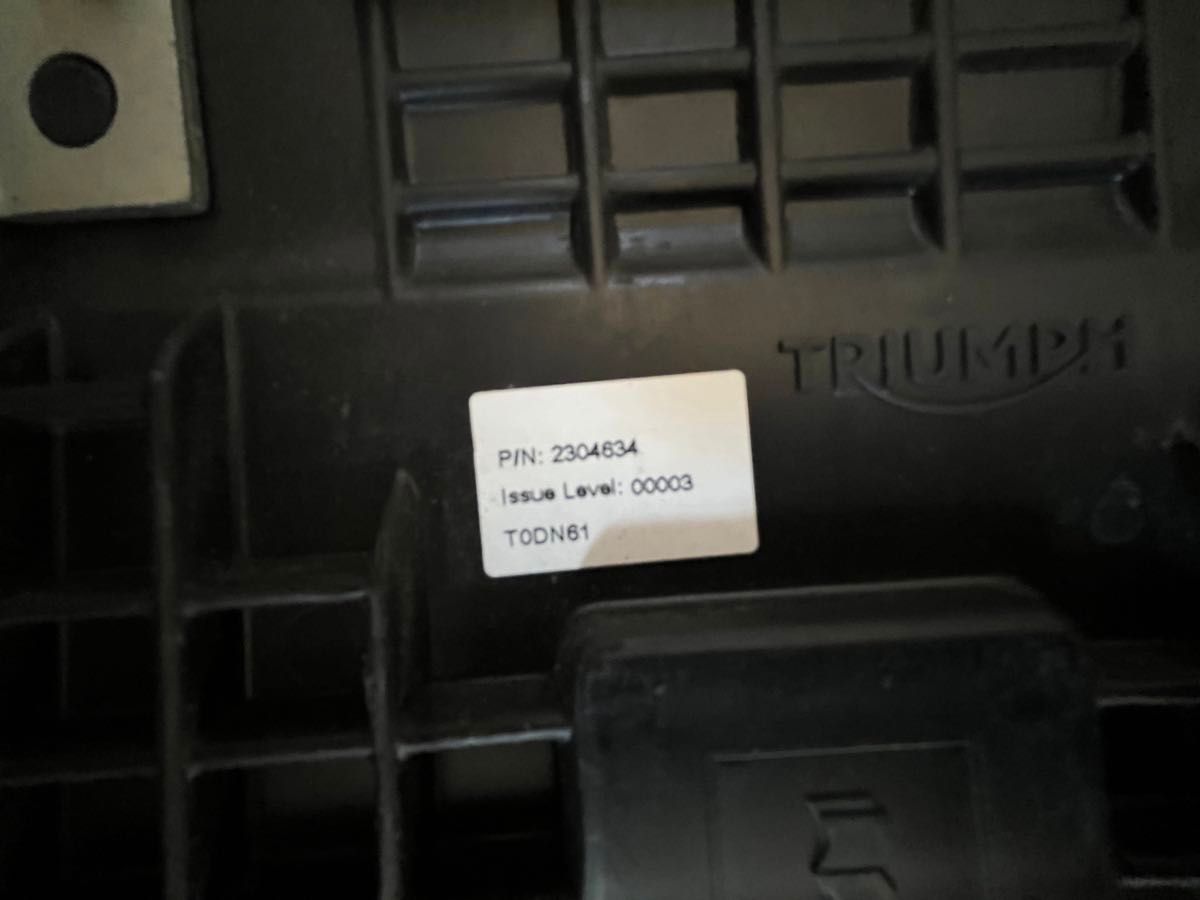 TRIUMPH
P/N: 2304634
Issue Level: 00003
T0DN61